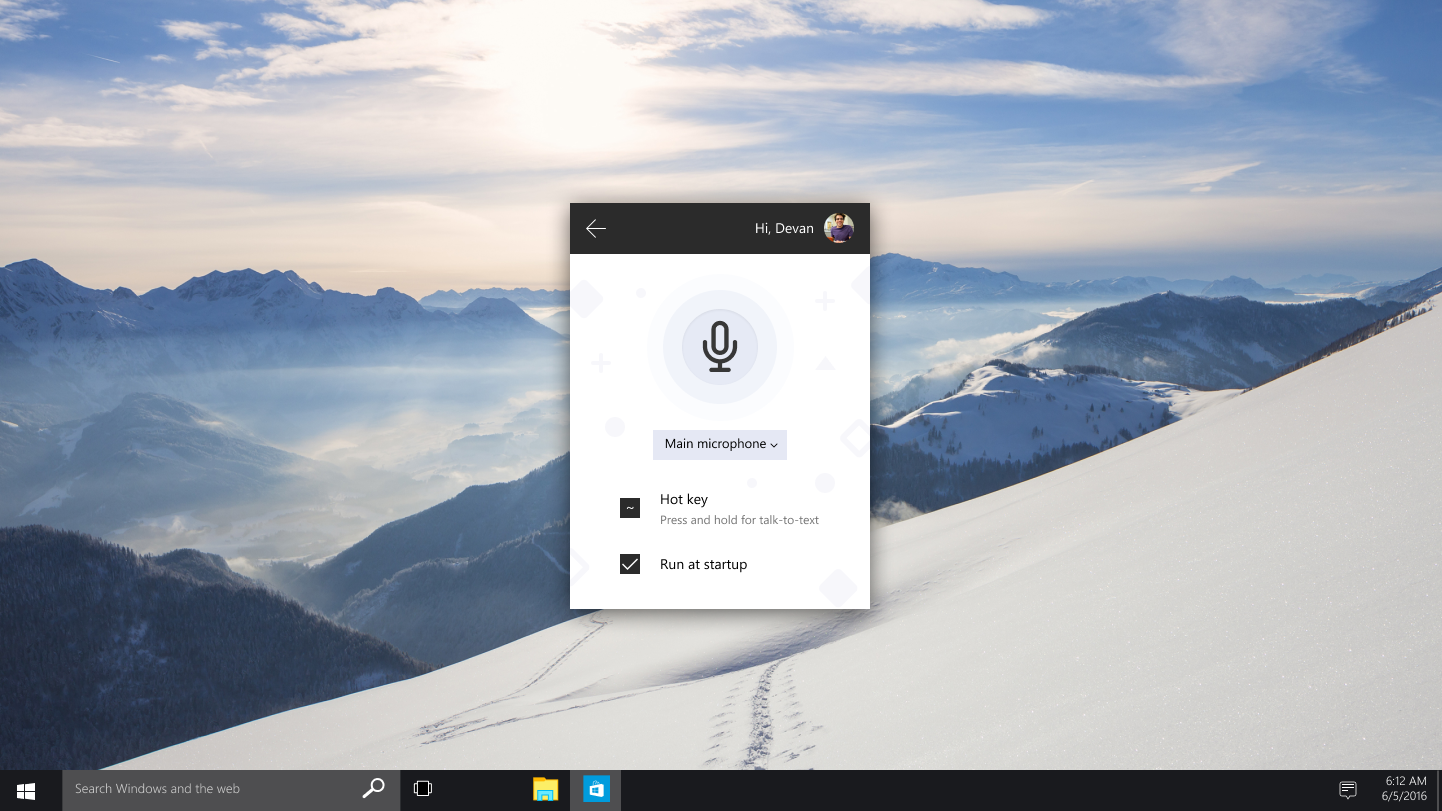 Hi, Devan
Main microphone
~
Hot key
Press and hold for talk-to-text
Run at startup
Search Windows and the web
6:12 AM
6/5/2016